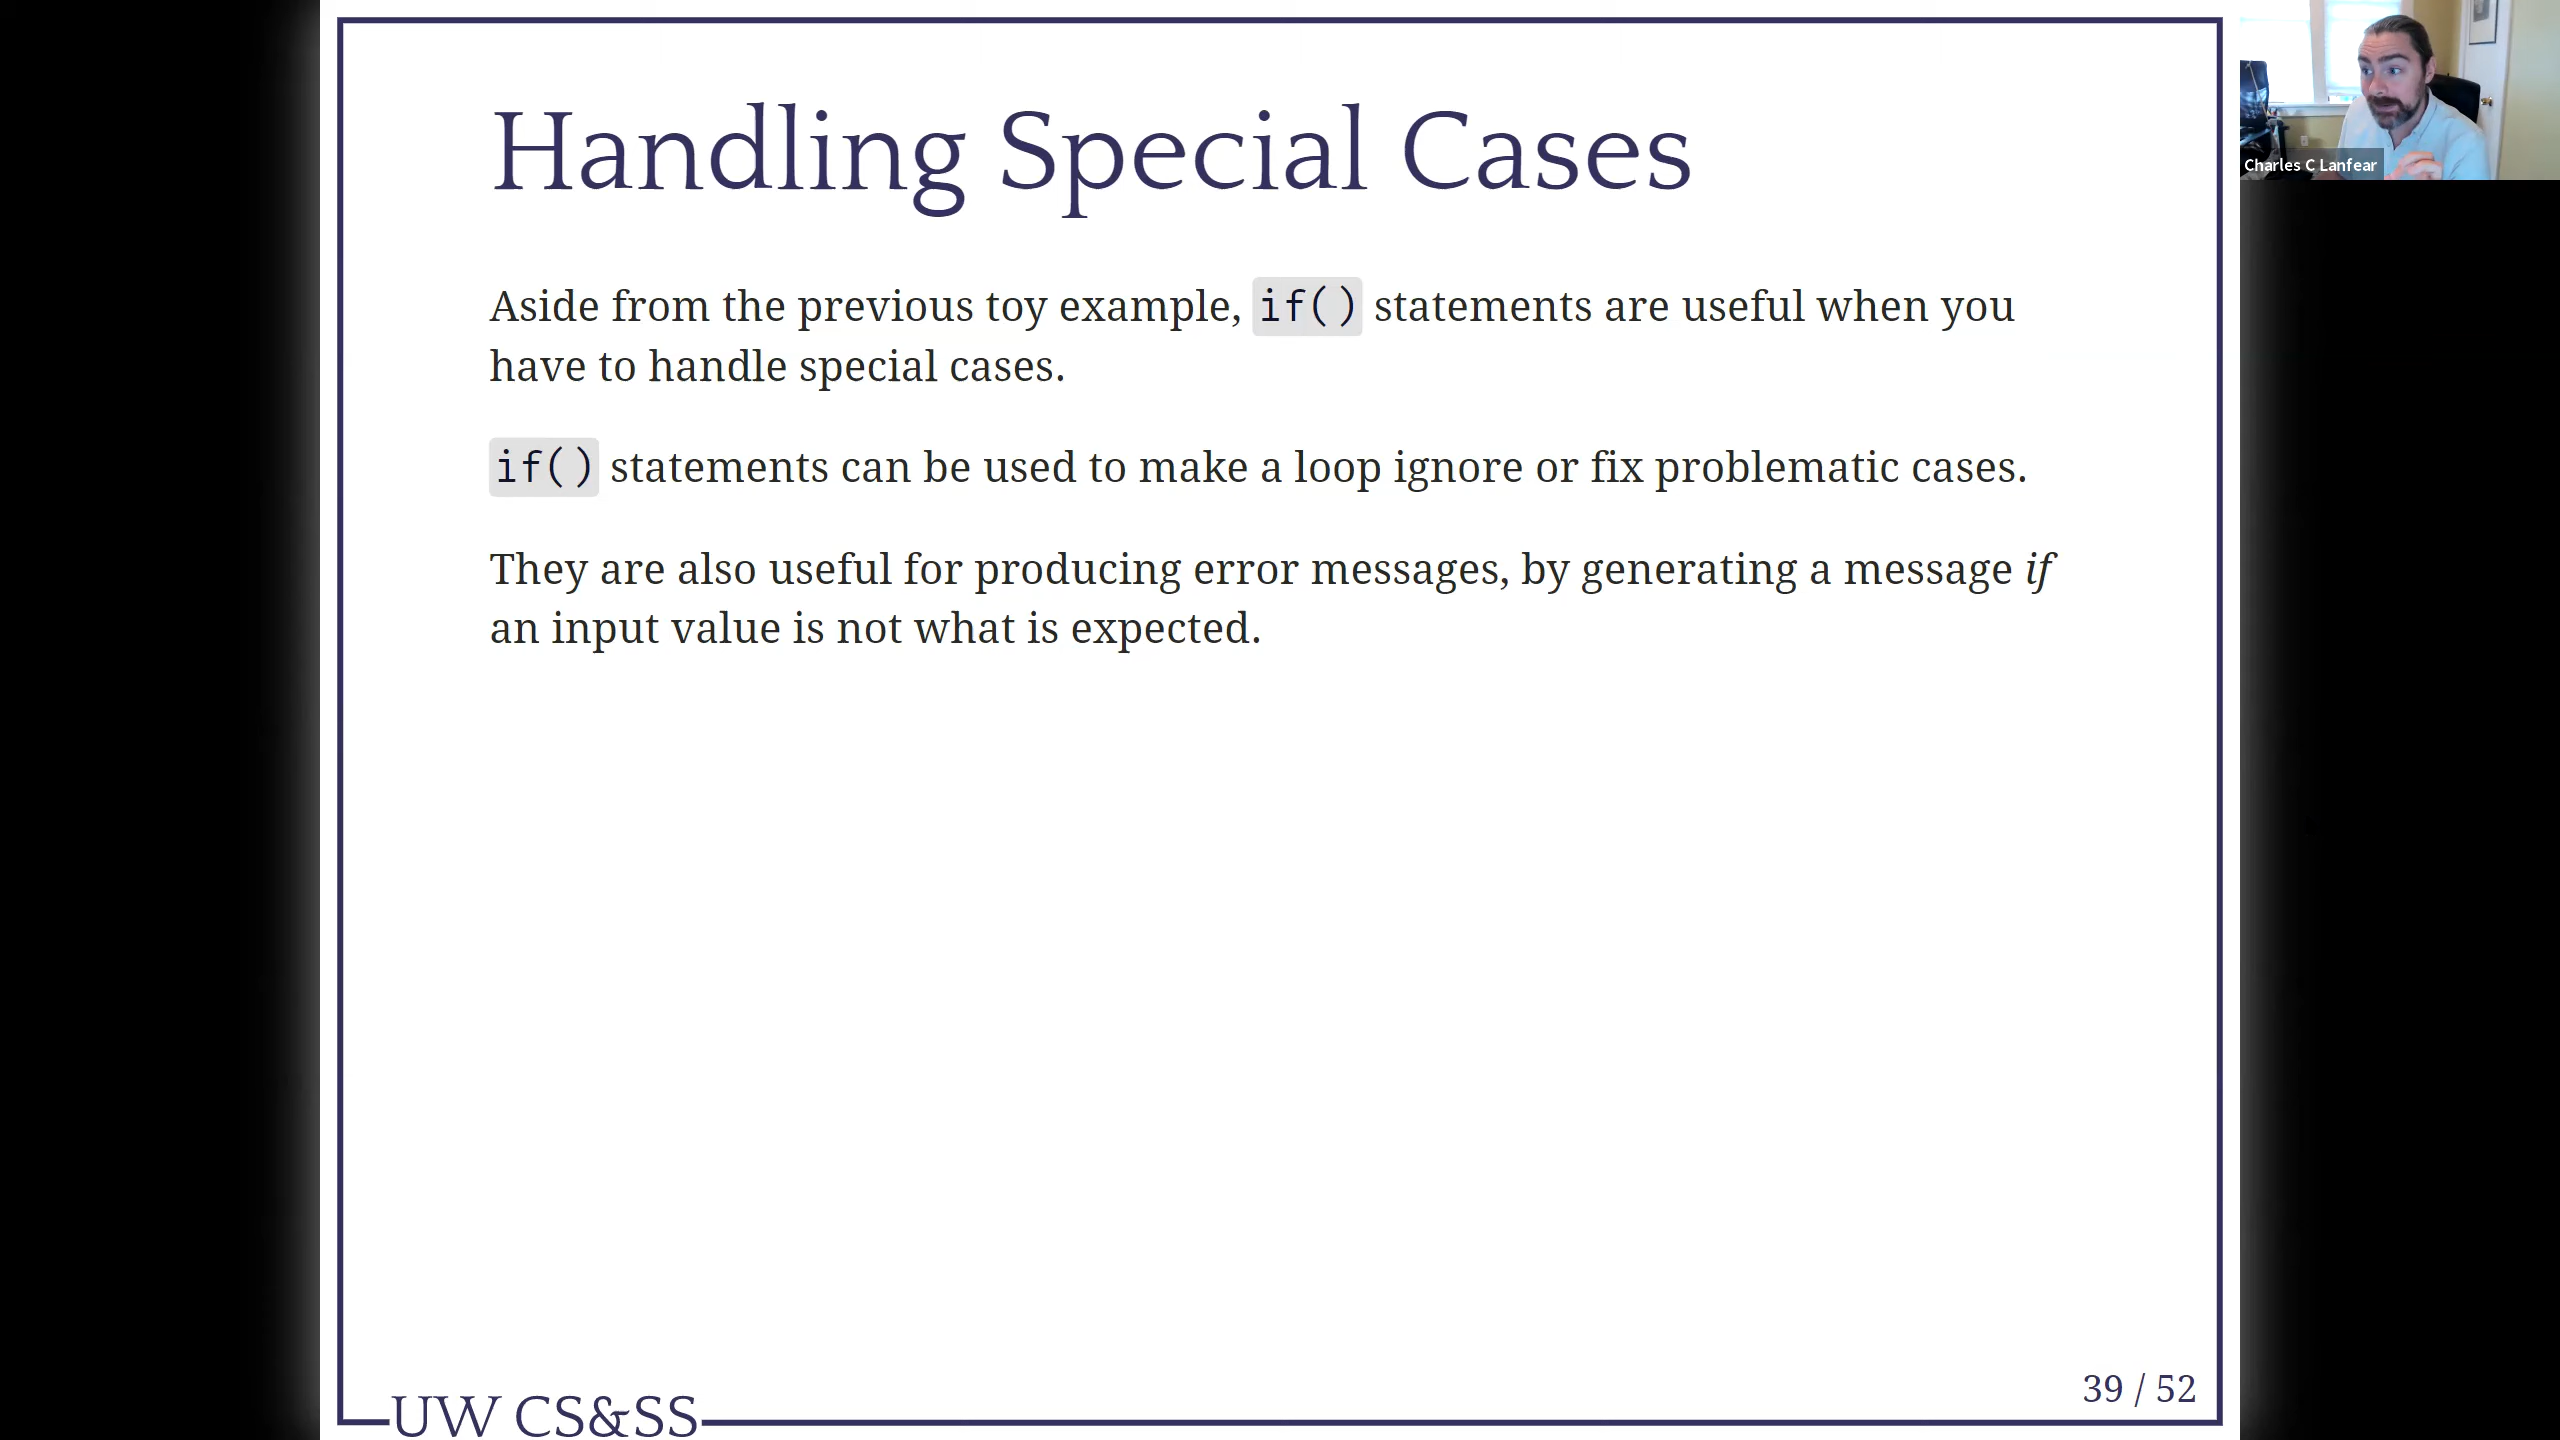 Handling Special Cases
Aside from the previous toy example, if() statements are useful when you
have to handle special cases.
if() statements can be used to make a loop ignore or fix problematic cases.
They are also useful for producing error messages, by generating a message if
an input value is not what is expected.
UW CS&SS
39 / 52
Charles C Lanfear